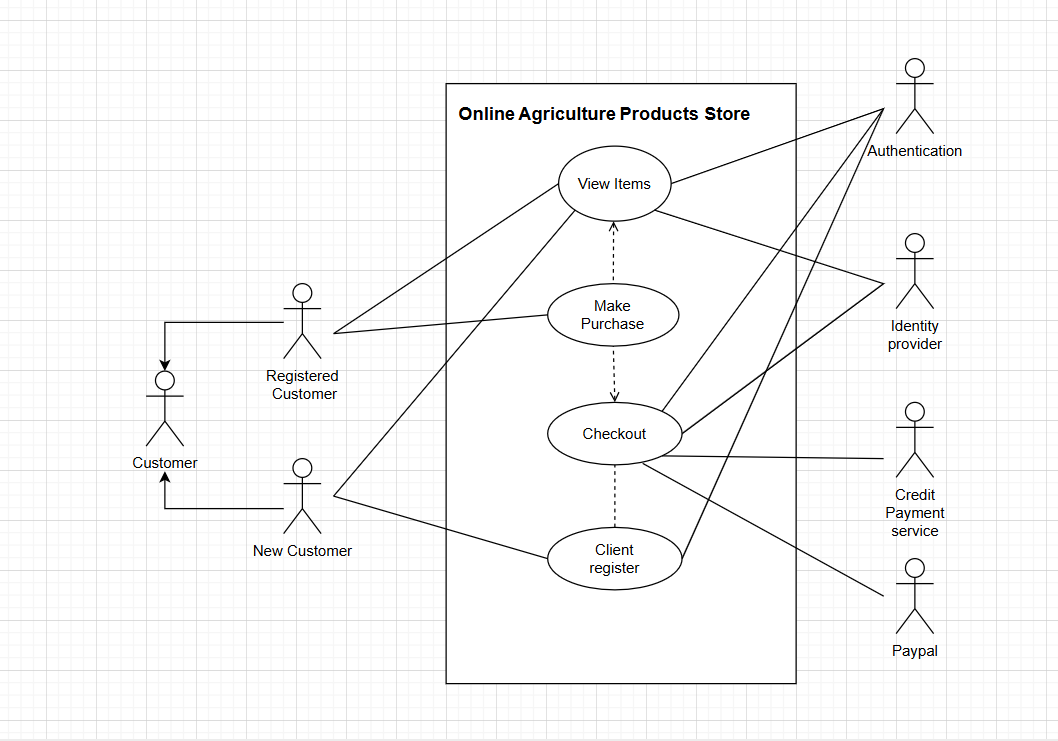 Online Agriculture Products Store
View Items
Make
Purchase
Checkout
Client
register
Registered
Customer
Customer
New Customer
Authentication
Identity
provider
Credit
Payment
service
Paypal